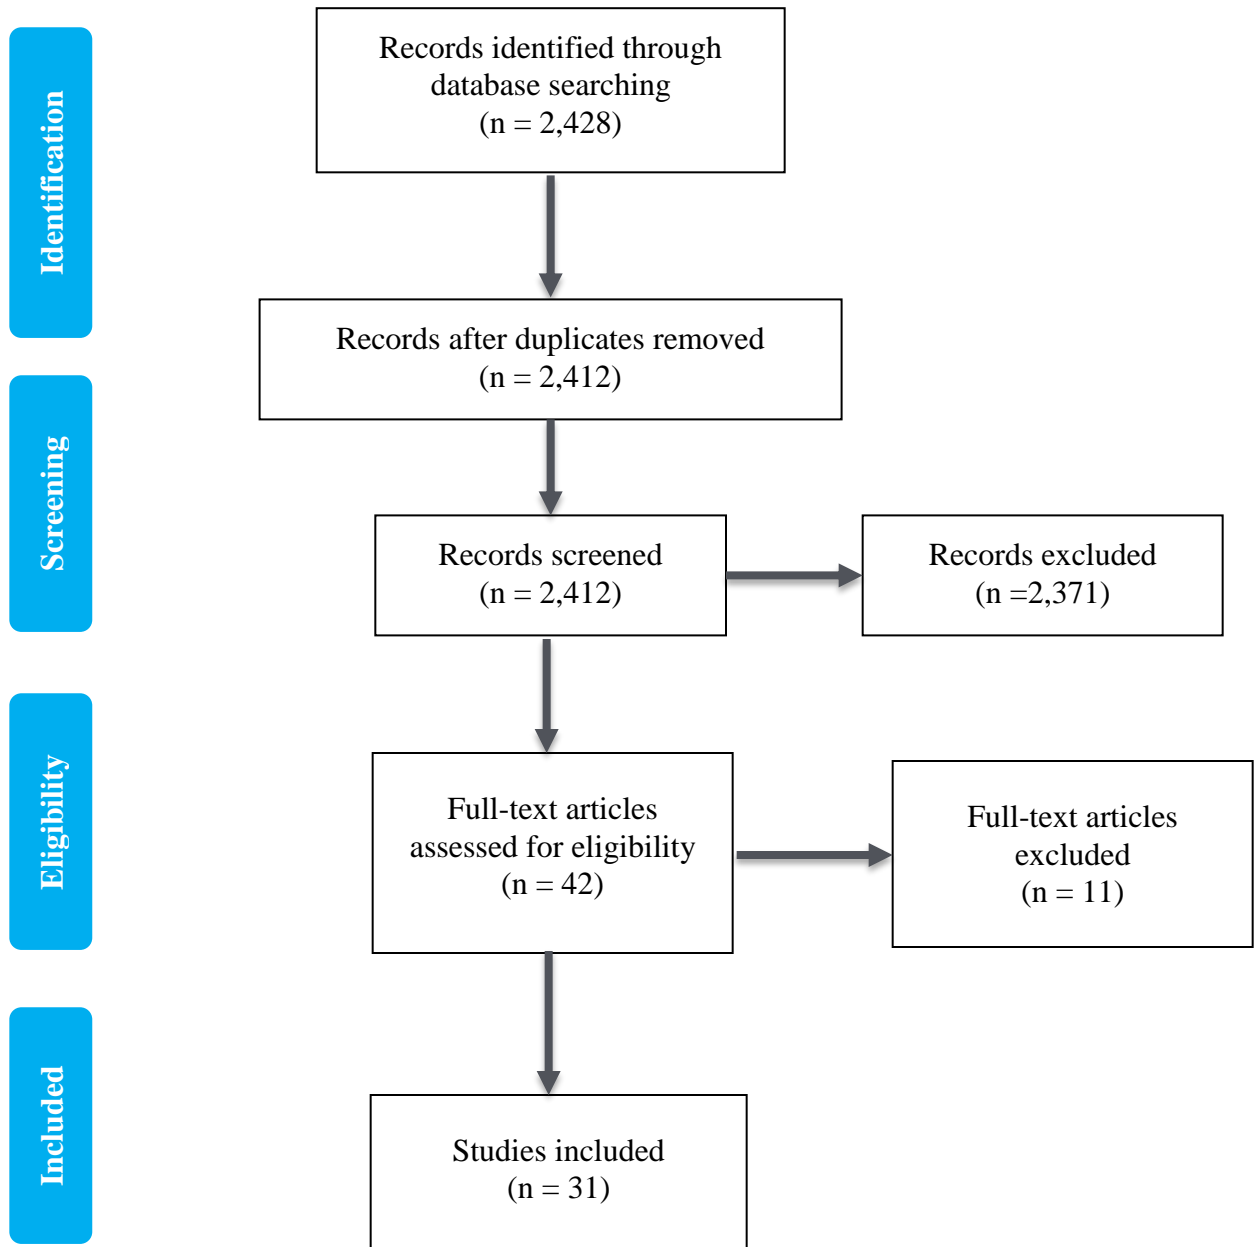 Identification
Records identified through
database searching
(n = 2,428)
Records after duplicates removed
(n = 2,412)
Screening
Records screened
(n = 2,412)
Records excluded
(n =2,371)
Eligibility
Full-text articles
assessed for eligibility
(n = 42)
Full-text articles
excluded
(n = 11)
Included
Studies included
(n = 31)